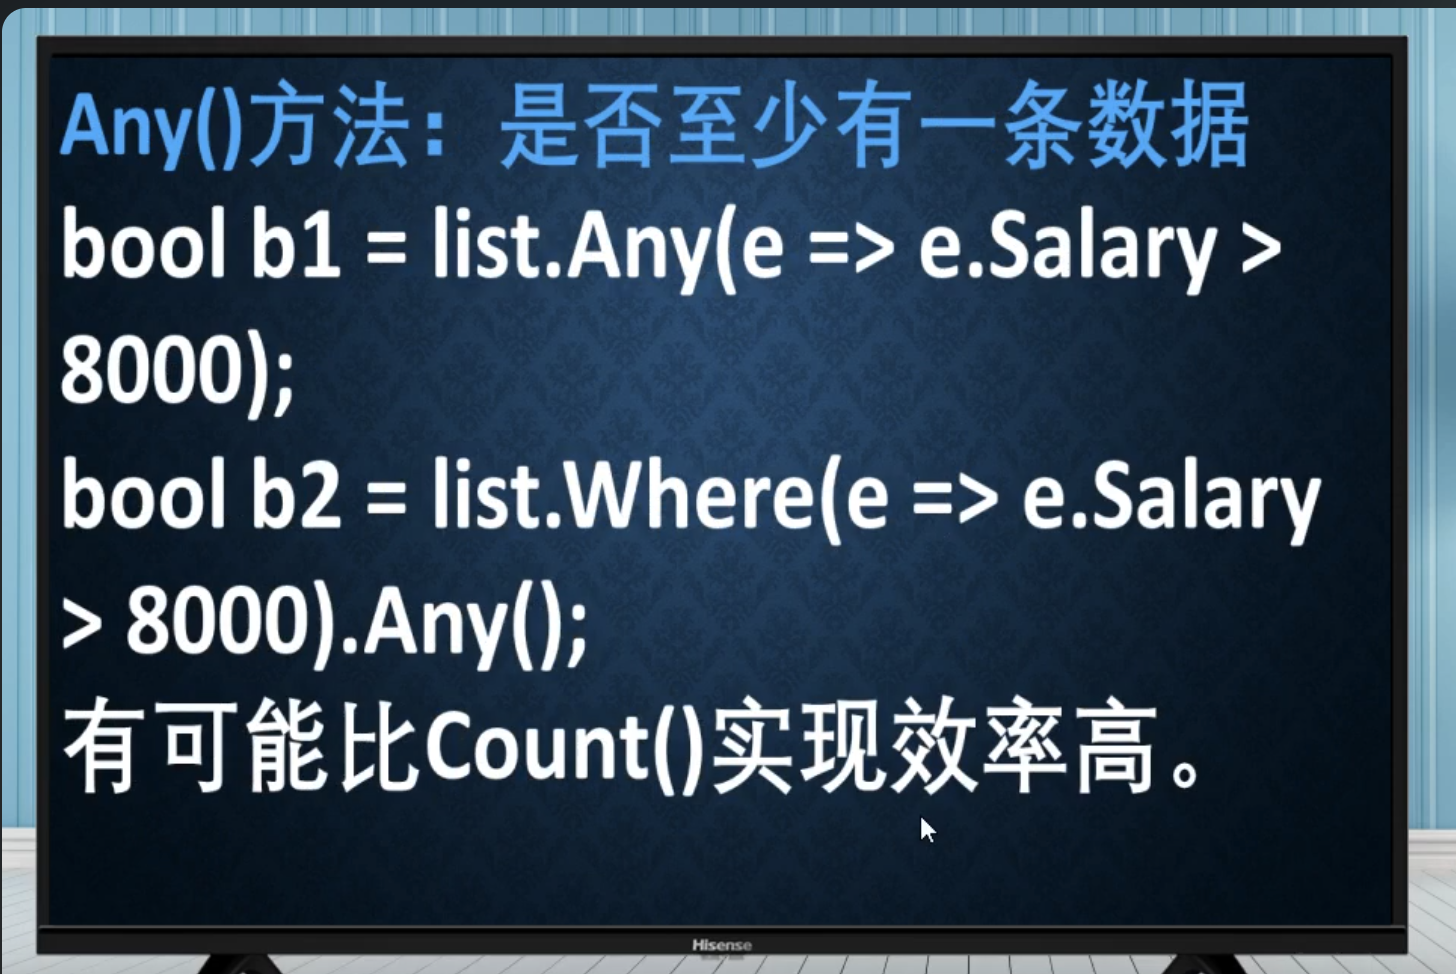 Any()方法：是否至少有一条数据
bool b1 = list.Any(e => e.Salary >
8000);
bool b2 = list.Where(e => e.Salary
> 8000).Any();
有可能比Count()实现效率高。
Hisense